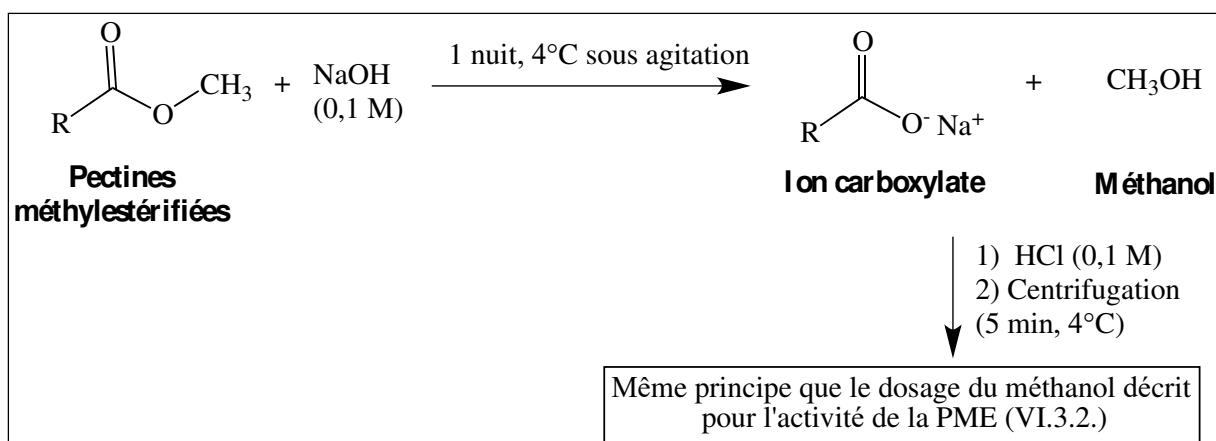 O
R
O
CH₃
+
NaOH
(0,1 M)
1 nuit, 4°C sous agitation
O
R
O⁻ Na⁺
+
CH₃OH
Pectines
méthylestérifiées
Ion carboxylate
Méthanol
1) HCl (0,1 M)
2) Centrifugation
(5 min, 4°C)
Même principe que le dosage du méthanol décrit
pour l'activité de la PME (VI.3.2.)